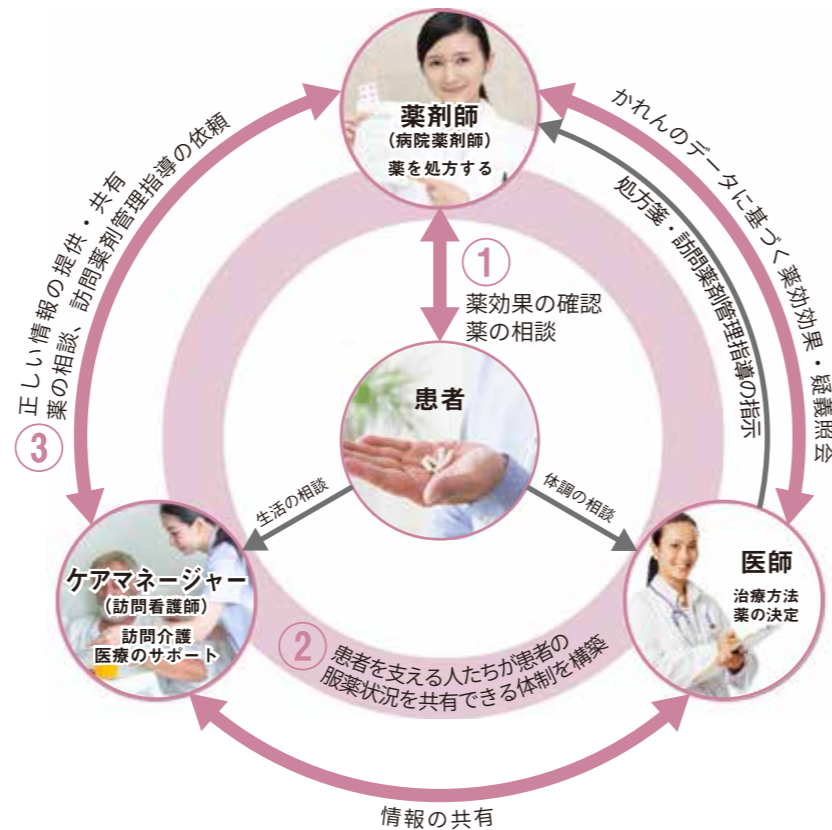 薬剤師
(病院薬剤師)
薬を処方する
かれんのデータに基づく薬効効果・疑義照会
処方箋・訪問薬剤管理指導の指示
正しい情報の提供・共有
薬の相談、訪問薬剤管理指導の依頼
③
①
薬効果の確認
薬の相談
患者
生活の相談
体調の相談
ケアマネージャー
(訪問看護師)
訪問介護
医療のサポート
医師
治療方法
薬の決定
②
患者を支える人たちが患者の
服薬状況を共有できる体制を構築
情報の共有